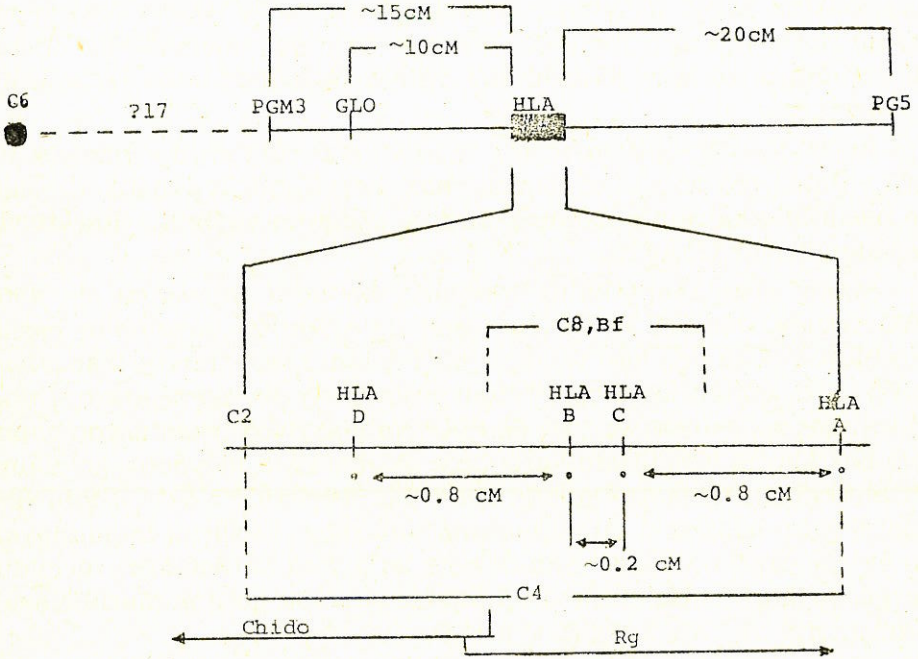 ~15cM
~10cM
~20cM
C6
?17
PGM3
GLO
HLA
PG5
C8,Bf
C2
HLA
D
HLA
B
HLA
C
HLA
A
~0.8 cM
~0.8 cM
~0.2 cM
C4
Chido
Rg